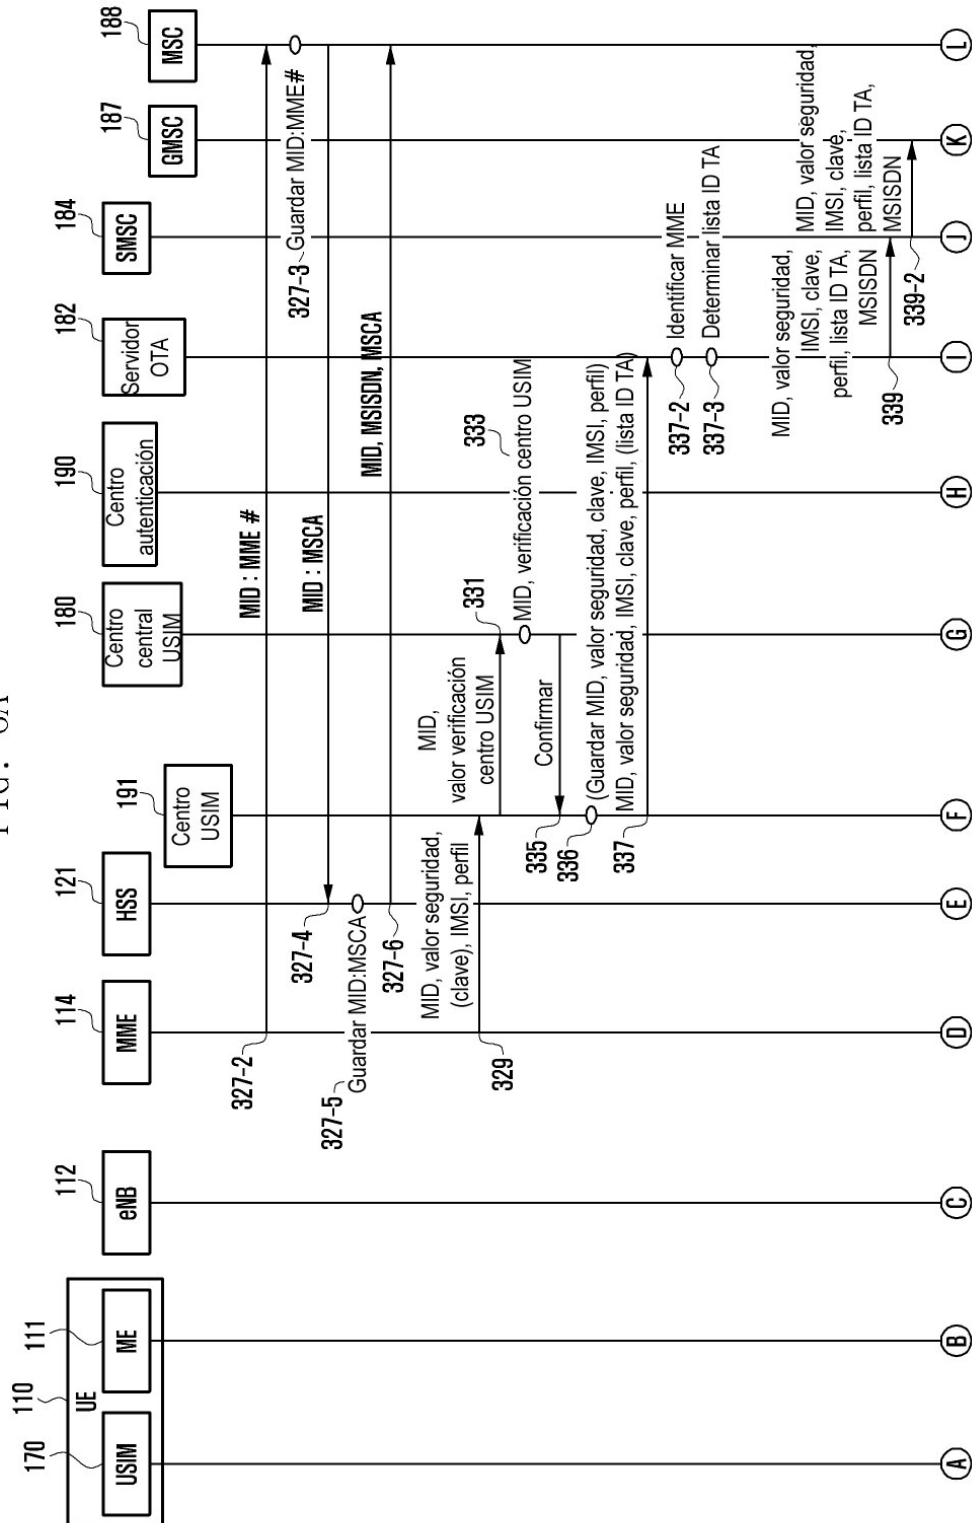 110
170
111
UE
USIM
ME
112
eNB
114
MME
121
HSS
191
Centro
USIM
180
Centro
central
USIM
190
Centro
autenticación
182
Servidor
OTA
184
SMSC
187
GMSC
188
MSC
327-2
MID : MME #
327-3
Guardar MID:MME#
327-4
MID : MSCA
327-5
Guardar MID:MSCA
327-6
MID, MSISDN, MSCA
MID, valor seguridad,
(clave), IMSI, perfil
329
MID,
valor verificación
centro USIM
331
333
MID, verificación centro USIM
Confirmar
335
336
(Guardar MID, valor seguridad, clave, IMSI, perfil)
337
MID, valor seguridad, IMSI, clave, perfil, (lista ID TA)
337-2
Identificar MME
337-3
Determinar lista ID TA
MID, valor seguridad,
IMSI, clave,
perfil, lista ID TA,
MSISDN
339
MID, valor seguridad,
IMSI, clave,
perfil, lista ID TA,
MSISDN
339-2
A
B
C
D
E
F
G
H
I
J
K
L